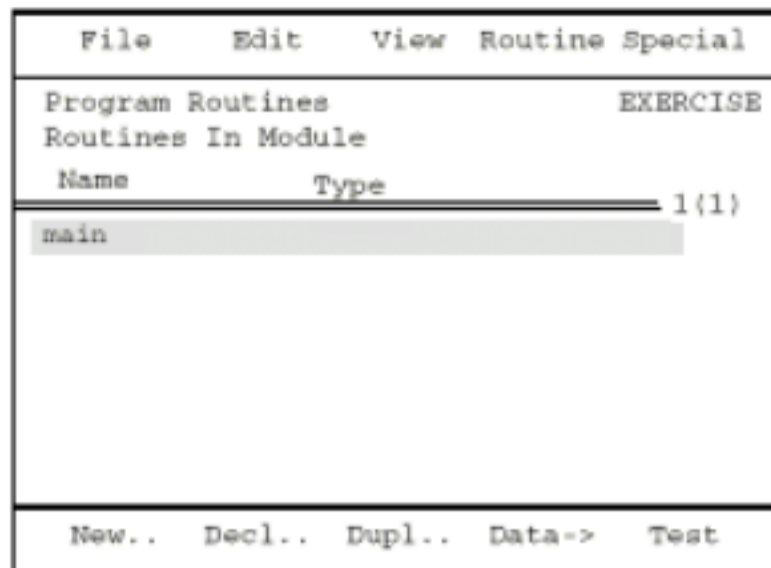 File Edit View Routine Special
Program Routines EXERCISE
Routines In Module
Name Type
1(1)
main
New.. Decl.. Dupl.. Data-> Test